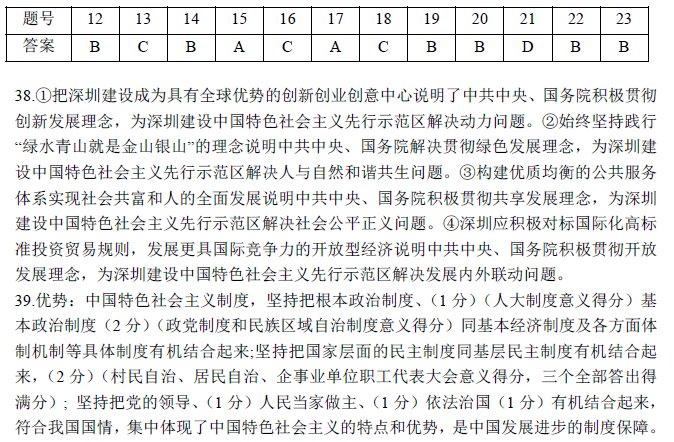 题号 12 13 14 15 16 17 18 19 20 21 22 23
答案 B C B A C A C B B D B B
38.①把深圳建设成为具有全球优势的创新创业创意中心说明了中共中央、国务院积极贯彻
创新发展理念，为深圳建设中国特色社会主义先行示范区解决动力问题。②始终坚持践行
“绿水青山就是金山银山”的理念说明中共中央、国务院解决贯彻绿色发展理念，为深圳建
设中国特色社会主义先行示范区解决人与自然和谐共生问题。③构建优质均衡的公共服务
体系实现社会共富和人的全面发展说明中共中央、国务院积极贯彻共享发展理念，为深圳
建设中国特色社会主义先行示范区解决社会公平正义问题。④深圳应积极对标国际化高标
准投资贸易规则，发展更具国际竞争力的开放型经济说明中共中央、国务院积极贯彻开放
发展理念，为深圳建设中国特色社会主义先行示范区解决发展内外联动问题。
39.优势：中国特色社会主义制度，坚持把根本政治制度、（1 分）（人大制度意义得分）基
本政治制度（2 分）（政党制度和民族区域自治制度意义得分）同基本经济制度及各方面体
制机制等具体制度有机结合起来;坚持把国家层面的民主制度同基层民主制度有机结合起
来，（2 分）（村民自治、居民自治、企事业单位职工代表大会意义得分，三个全部答出得
满分）; 坚持把党的领导、（1 分）人民当家做主、（1 分）依法治国（1 分）有机结合起来，
符合我国国情，集中体现了中国特色社会主义的特点和优势，是中国发展进步的制度保障。